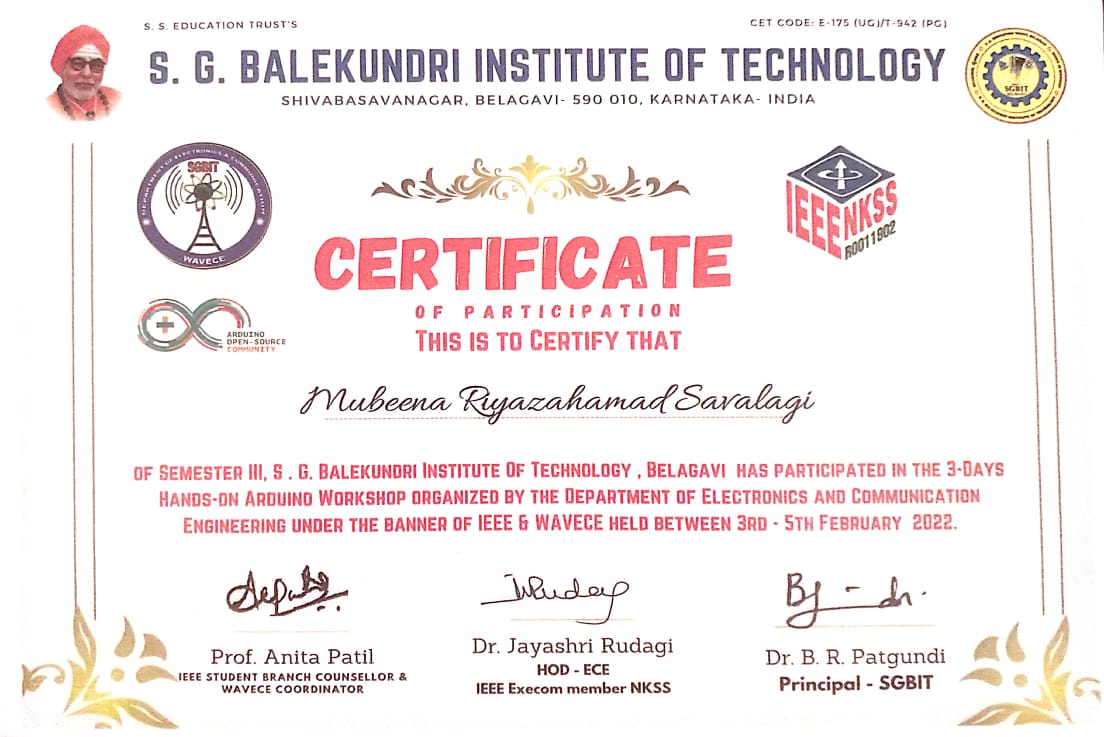 S. S. EDUCATION TRUST'S
CET CODE: E-175 (UG)/T-942 (PG)
S. G. BALEKUNDRI INSTITUTE OF TECHNOLOGY
SHIVABASAVANAGAR, BELAGAVI- 590 010, KARNATAKA- INDIA
SGBIT
DEPARTMENT OF ELECTRONICS & COMMUNICATION
SGBIT
WAVECE
IEEE NKSS
R0011902
ARDUINO
OPEN-SOURCE
COMMUNITY
CERTIFICATE
OF PARTICIPATION
THIS IS TO CERTIFY THAT
Mubeena Riyazahamad Savalagi
OF SEMESTER III, S . G. BALEKUNDRI INSTITUTE OF TECHNOLOGY , BELAGAVI HAS PARTICIPATED IN THE 3-DAYS
HANDS-ON ARDUINO WORKSHOP ORGANIZED BY THE DEPARTMENT OF ELECTRONICS AND COMMUNICATION
ENGINEERING UNDER THE BANNER OF IEEE & WAVECE HELD BETWEEN 3RD - 5TH FEBRUARY 2022.
Prof. Anita Patil
IEEE STUDENT BRANCH COUNSELLOR &
WAVECE COORDINATOR
Dr. Jayashri Rudagi
HOD - ECE
IEEE Execom member NKSS
Dr. B. R. Patgundi
Principal - SGBIT